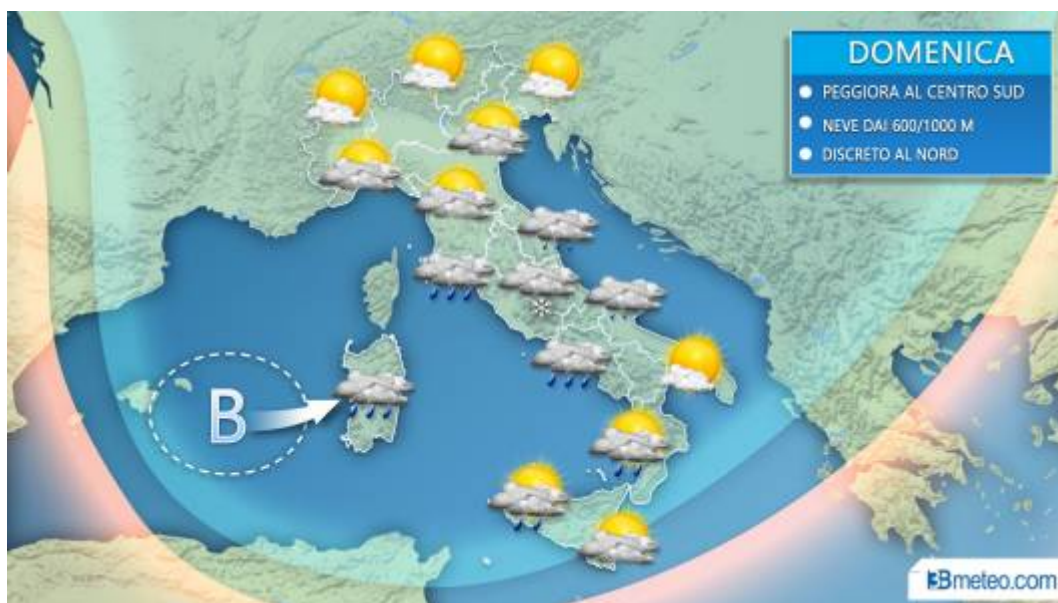 DOMENICA
PEGGIORA AL CENTRO SUD
NEVE DAI 600/1000 M
DISCRETO AL NORD
B
3Bmeteo.com